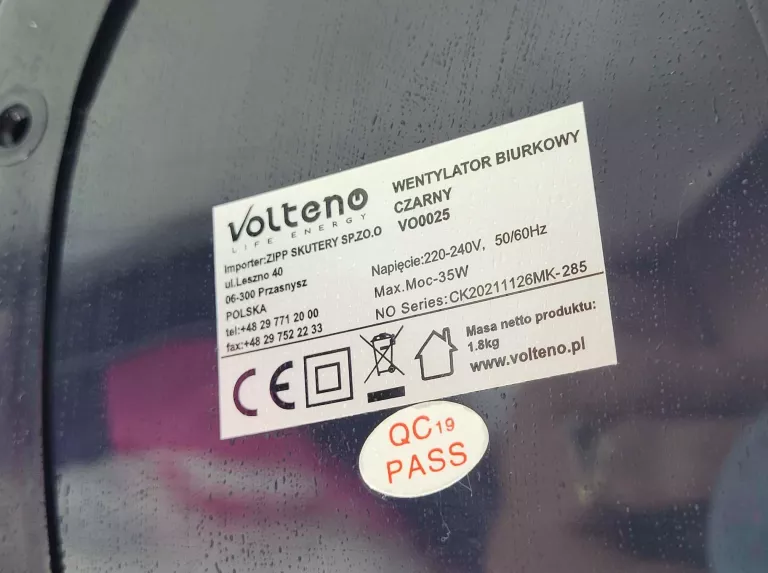 Volteno
LIFE ENERGY
Importer:ZIPP SKUTERY SP.ZO.O
ul.Leszno 40
06-300 Przasnysz
POLSKA
tel:+48 29 771 20 00
fax:+48 29 752 22 33
WENTYLATOR BIURKOWY
CZARNY
VO0025
Napięcie:220-240V, 50/60Hz
Max.Moc-35W
NO Series:CK20211126MK-285
CE
Masa netto produktu:
1.8kg
www.volteno.pl
QC19
PASS